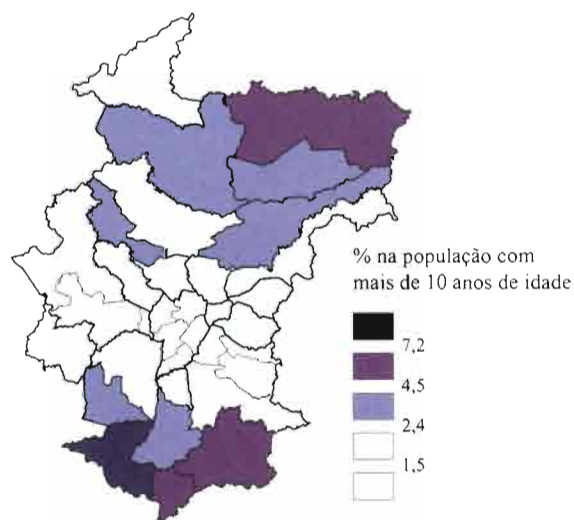 % na população com
mais de 10 anos de idade
7,2
4,5
2,4
1,5